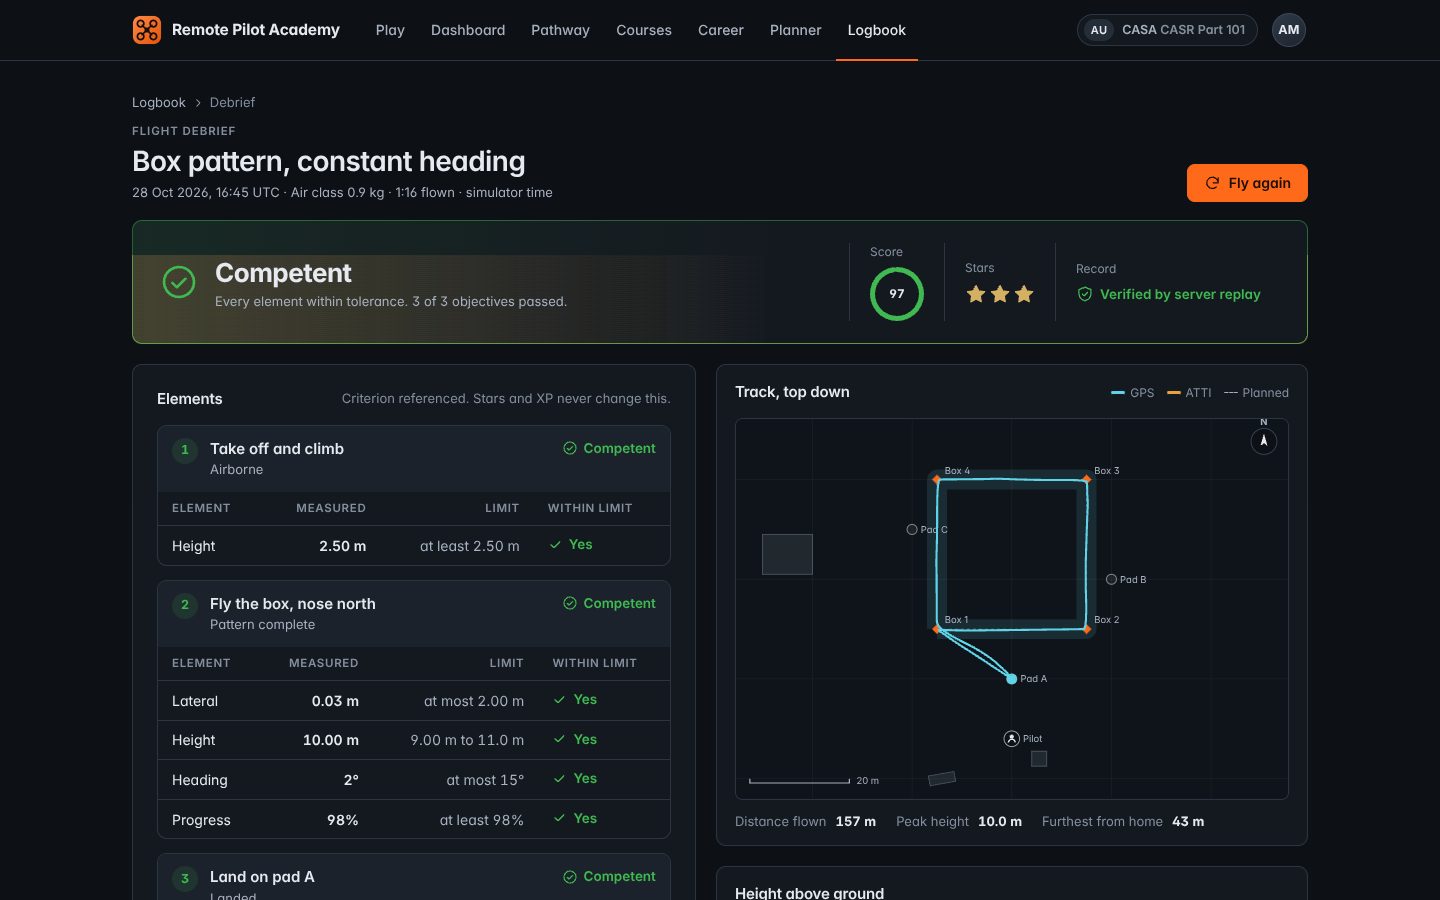 Remote Pilot Academy
Play
Dashboard
Pathway
Courses
Career
Planner
Logbook
AU CASA CASR Part 101
AM
Logbook › Debrief
FLIGHT DEBRIEF
Box pattern, constant heading
28 Oct 2026, 16:45 UTC · Air class 0.9 kg · 1:16 flown · simulator time
Fly again
Competent
Every element within tolerance. 3 of 3 objectives passed.
Score
97
Stars
Record
Verified by server replay
Elements
Criterion referenced. Stars and XP never change this.
1 Take off and climb
Airborne
Competent
ELEMENT MEASURED LIMIT WITHIN LIMIT
Height 2.50 m at least 2.50 m Yes
2 Fly the box, nose north
Pattern complete
Competent
ELEMENT MEASURED LIMIT WITHIN LIMIT
Lateral 0.03 m at most 2.00 m Yes
Height 10.00 m 9.00 m to 11.0 m Yes
Heading 2° at most 15° Yes
Progress 98% at least 98% Yes
3 Land on pad A
Landed
Competent
Track, top down
GPS ATTI Planned
N
Box 4
Box 3
Pad C
Pad B
Box 1
Box 2
Pad A
Pilot
20 m
Distance flown 157 m Peak height 10.0 m Furthest from home 43 m
Height above ground